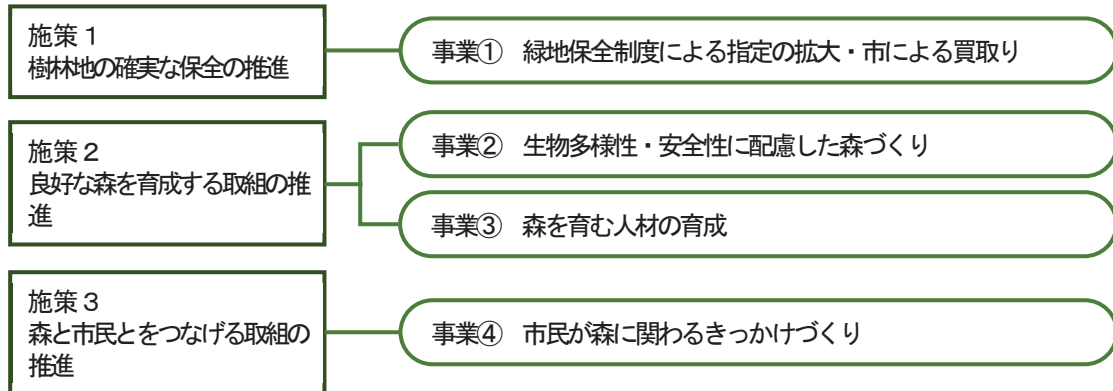 施策1
樹林地の確実な保全の推進
事業① 緑地保全制度による指定の拡大・市による買取り
施策2
良好な森を育成する取組の推
進
事業② 生物多様性・安全性に配慮した森づくり
事業③ 森を育む人材の育成
施策3
森と市民とをつなげる取組の
推進
事業④ 市民が森に関わるきっかけづくり